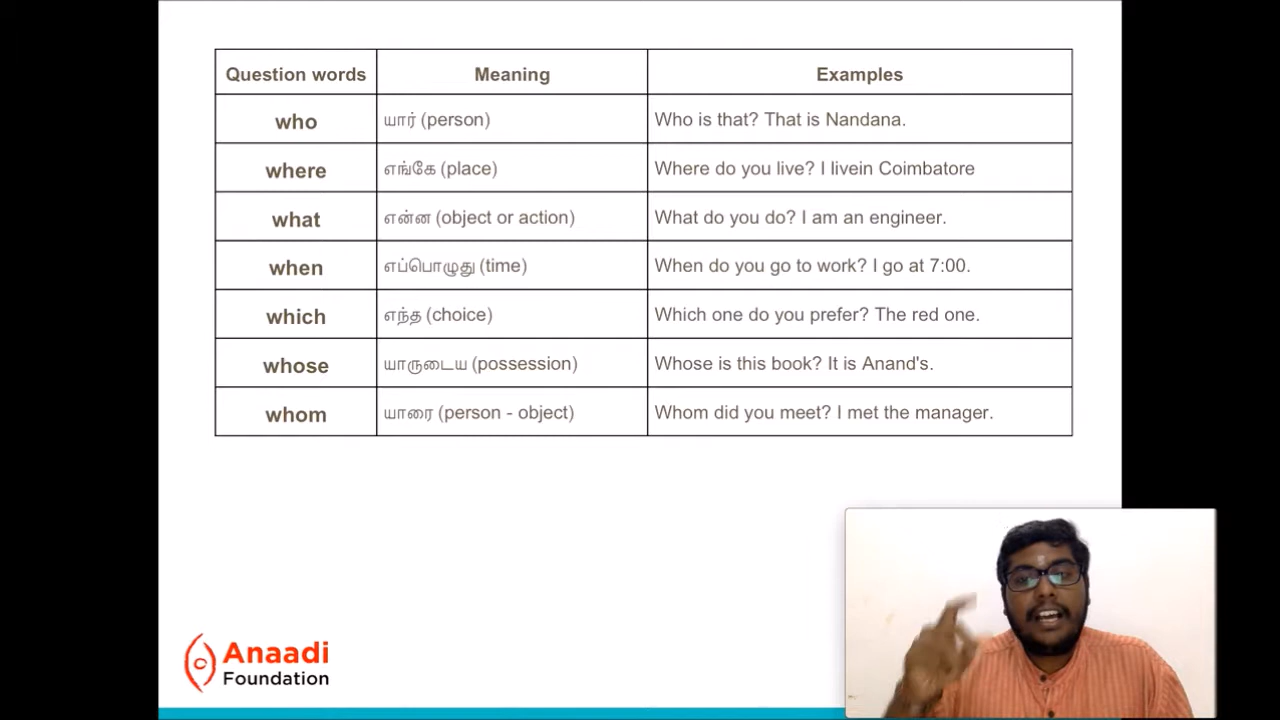 Question words Meaning Examples
who யார் (person) Who is that? That is Nandana.
where எங்கே (place) Where do you live? I livein Coimbatore
what என்ன (object or action) What do you do? I am an engineer.
when எப்பொழுது (time) When do you go to work? I go at 7:00.
which எந்த (choice) Which one do you prefer? The red one.
whose யாருடைய (possession) Whose is this book? It is Anand's.
whom யாரை (person - object) Whom did you meet? I met the manager.
Anaadi
Foundation